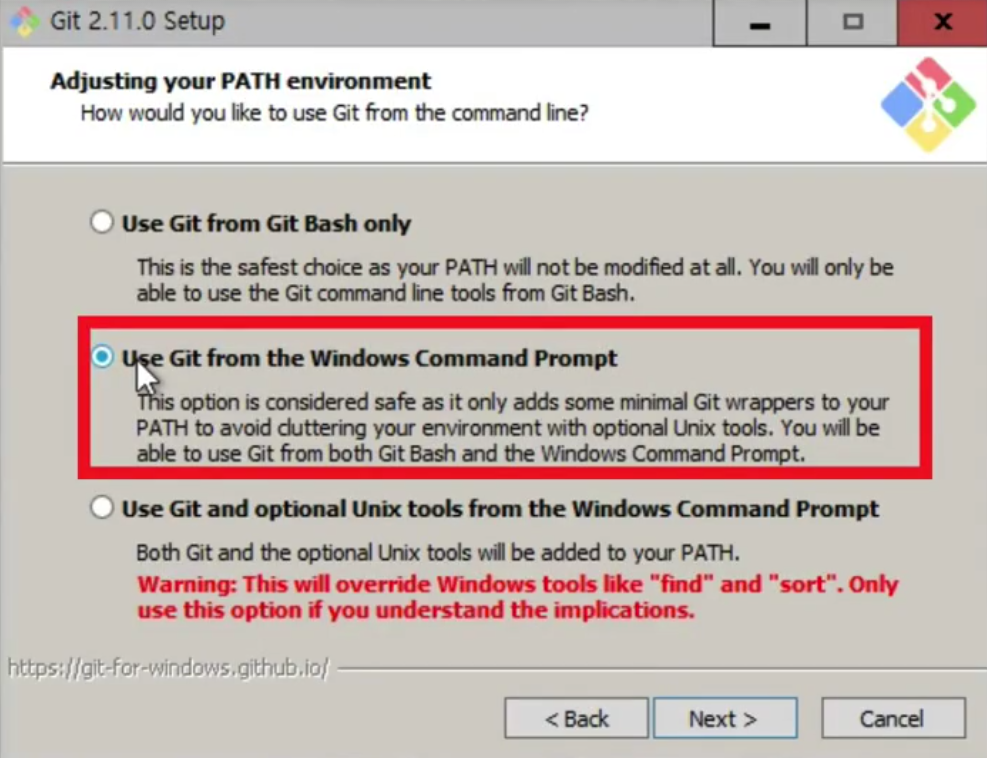 Git 2.11.0 Setup
Adjusting your PATH environment
How would you like to use Git from the command line?
Use Git from Git Bash only
This is the safest choice as your PATH will not be modified at all. You will only be
able to use the Git command line tools from Git Bash.
Use Git from the Windows Command Prompt
This option is considered safe as it only adds some minimal Git wrappers to your
PATH to avoid cluttering your environment with optional Unix tools. You will be
able to use Git from both Git Bash and the Windows Command Prompt.
Use Git and optional Unix tools from the Windows Command Prompt
Both Git and the optional Unix tools will be added to your PATH.
Warning: This will override Windows tools like "find" and "sort". Only
use this option if you understand the implications.
https://git-for-windows.github.io/
< Back Next > Cancel